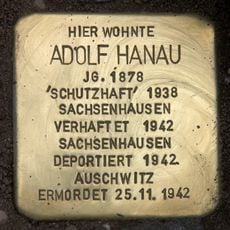 HIER WOHNTE
ADOLF HANAU
JG. 1878
'SCHUTZHAFT' 1938
SACHSENHAUSEN
VERHAFTET 1942
SACHSENHAUSEN
DEPORTIERT 1942
AUSCHWITZ
ERMORDET 25.11.1942